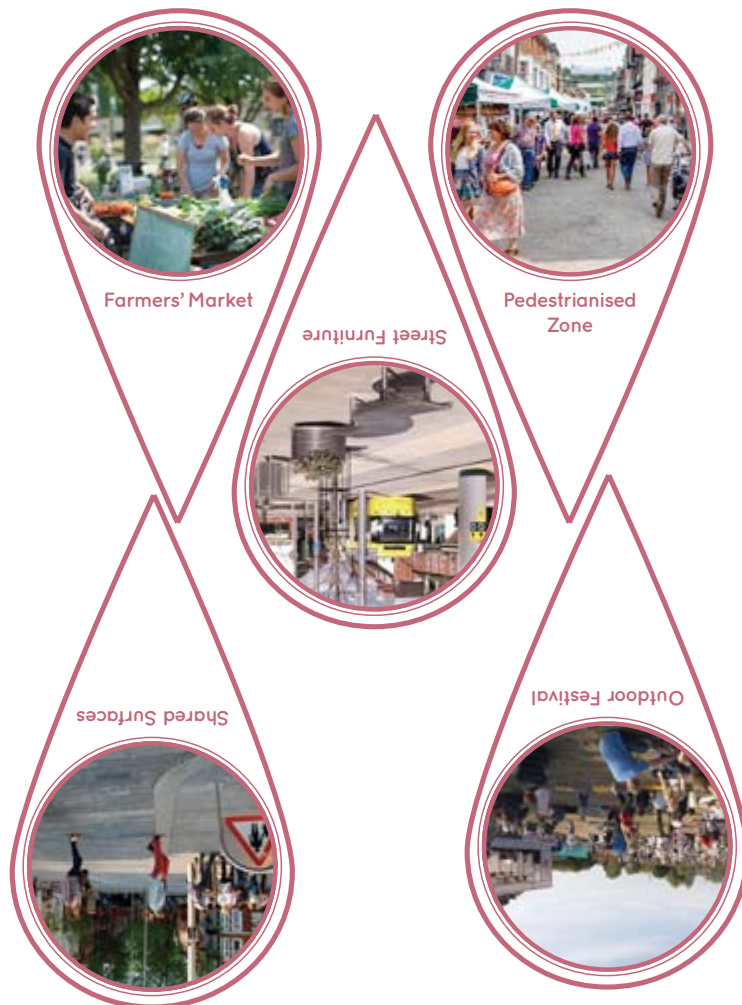 Farmers' Market
Pedestrianised
Zone
Street Furniture
Shared Surfaces
Outdoor Festival